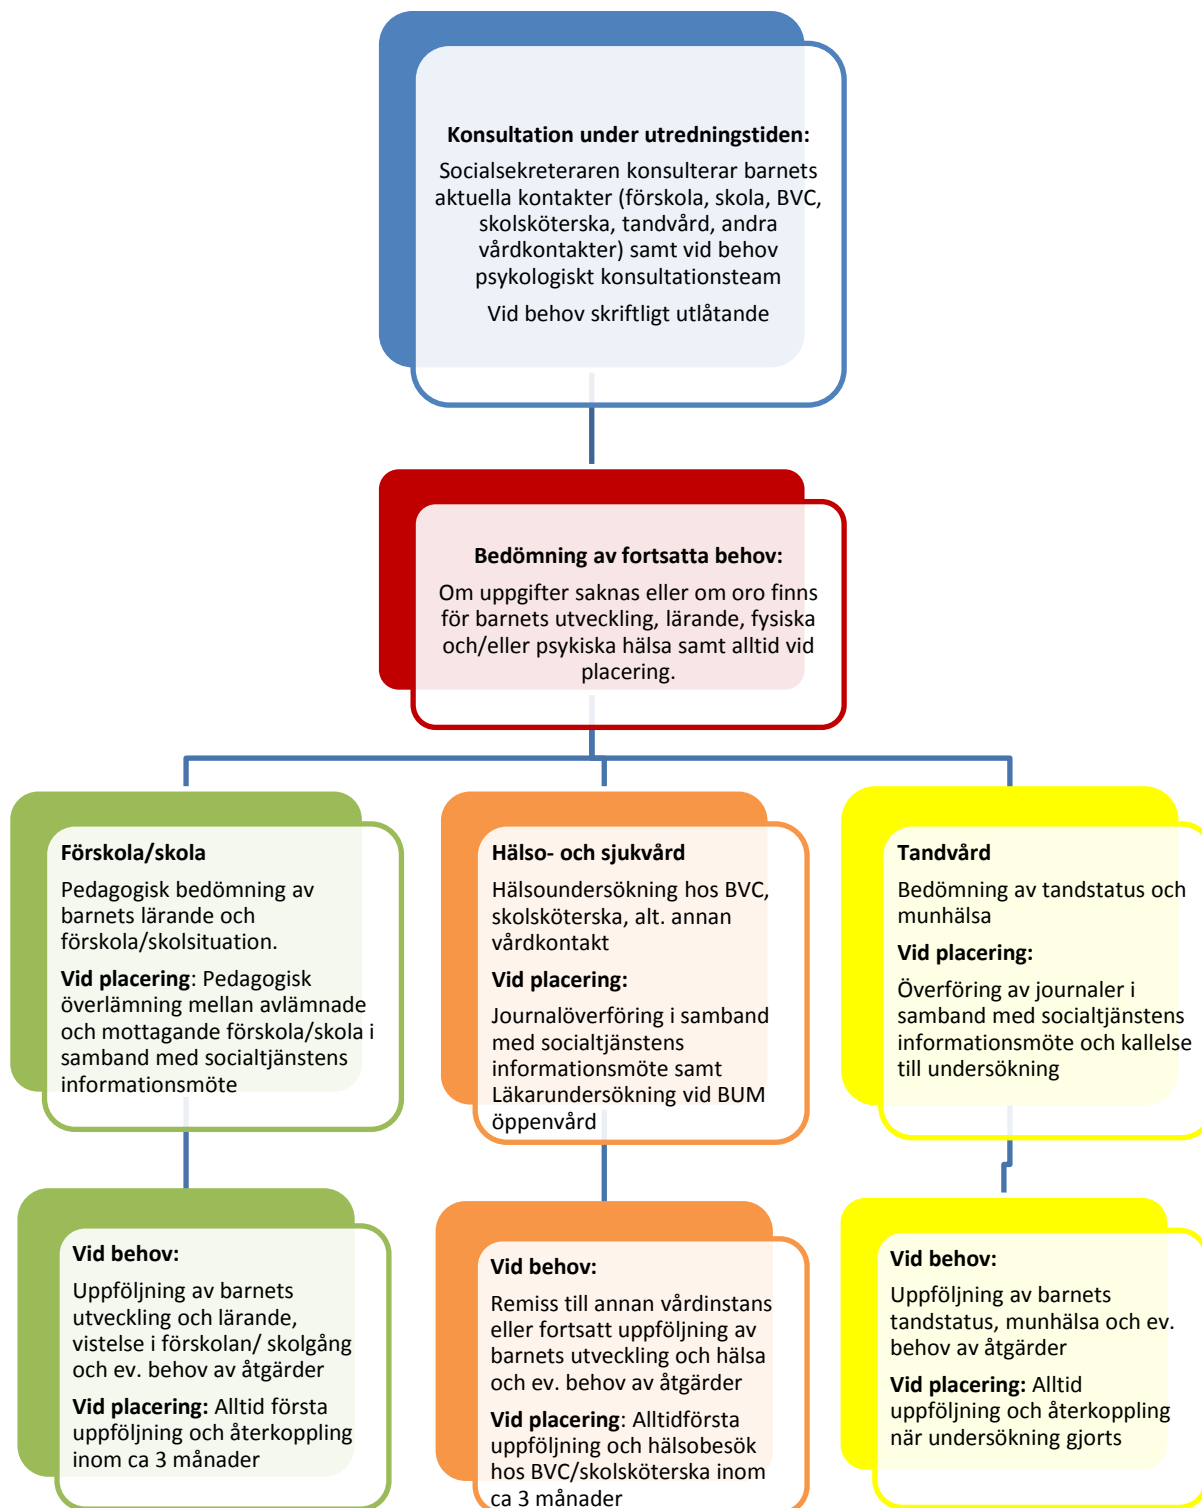 Konsultation under utredningstiden:
Socialsekreteraren konsulterar barnets
aktuella kontakter (förskola, skola, BVC,
skolsköterska, tandvård, andra
vårdkontakter) samt vid behov
psykologiskt konsultationsteam
Vid behov skriftligt utlåtande
Bedömning av fortsatta behov:
Om uppgifter saknas eller om oro finns
för barnets utveckling, lärande, fysiska
och/eller psykiska hälsa samt alltid vid
placering.
Förskola/skola
Pedagogisk bedömning av
barnets lärande och
förskola/skolsituation.
Vid placering: Pedagogisk
överlämning mellan avlämnade
och mottagande förskola/skola i
samband med socialtjänstens
informationsmöte
Hälso- och sjukvård
Hälsoundersökning hos BVC,
skolsköterska, alt. annan
vårdkontakt
Vid placering:
Journalöverföring i samband
med socialtjänstens
informationsmöte samt
Läkarundersökning vid BUM
öppenvård
Tandvård
Bedömning av tandstatus och
munhälsa
Vid placering:
Överföring av journaler i
samband med socialtjänstens
informationsmöte och kallelse
till undersökning
Vid behov:
Uppföljning av barnets
utveckling och lärande,
vistelse i förskolan/ skolgång
och ev. behov av åtgärder
Vid placering: Alltid första
uppföljning och återkoppling
inom ca 3 månader
Vid behov:
Remiss till annan vårdinstans
eller fortsatt uppföljning av
barnets utveckling och hälsa
och ev. behov av åtgärder
Vid placering: Alltidförsta
uppföljning och hälsobesök
hos BVC/skolsköterska inom
ca 3 månader
Vid behov:
Uppföljning av barnets
tandstatus, munhälsa och ev.
behov av åtgärder
Vid placering: Alltid
uppföljning och återkoppling
när undersökning gjorts